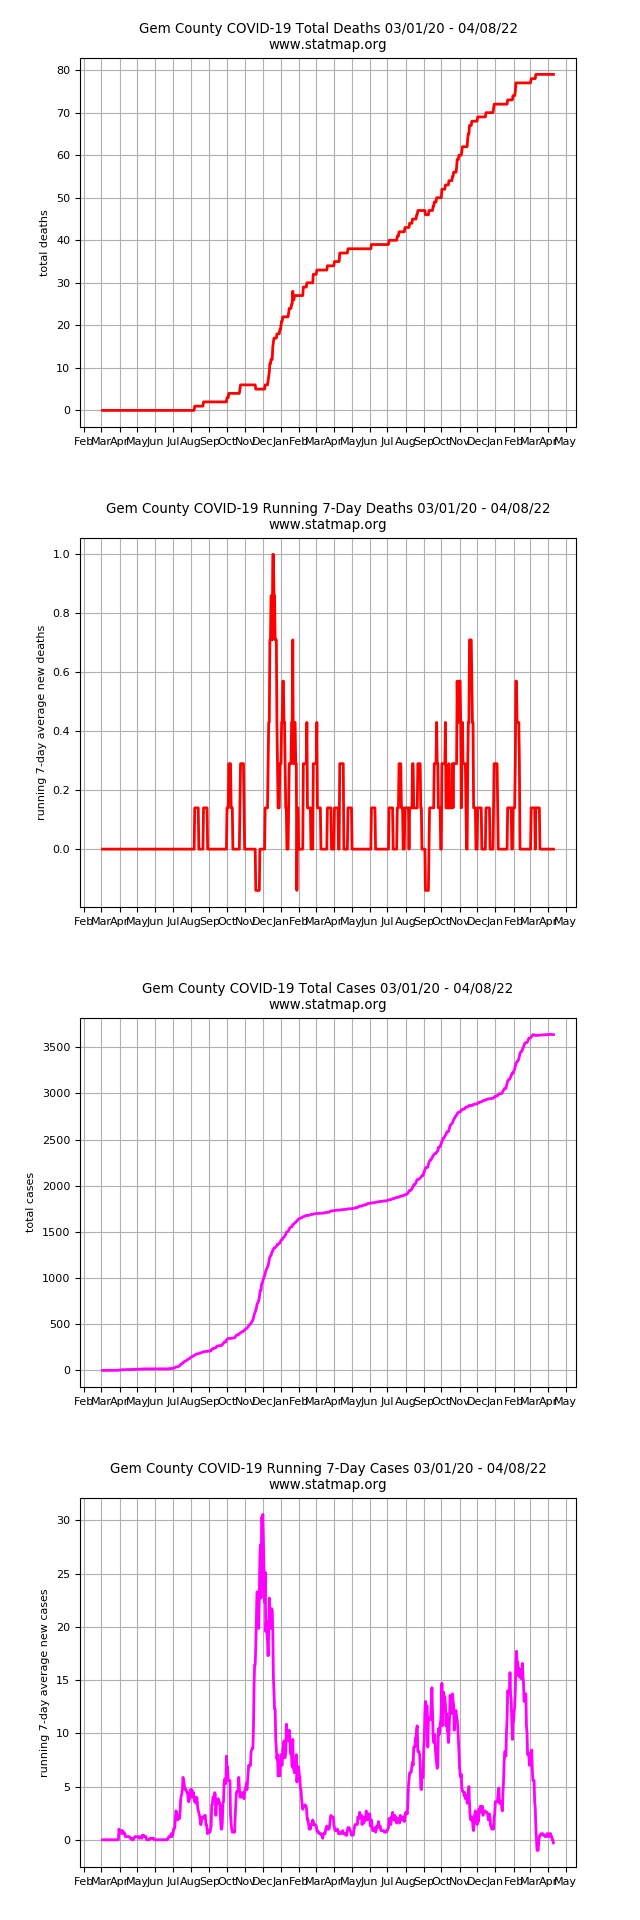 Gem County COVID-19 Total Deaths 03/01/20 - 04/08/22
www.statmap.org
80
70
60
50
40
30
20
10
0
total deaths
Feb Mar Apr May Jun Jul Aug Sep Oct Nov Dec Jan Feb Mar Apr May Jun Jul Aug Sep Oct Nov Dec Jan Feb Mar Apr May
Gem County COVID-19 Running 7-Day Deaths 03/01/20 - 04/08/22
www.statmap.org
1.0
0.8
0.6
0.4
0.2
0.0
running 7-day average new deaths
Feb Mar Apr May Jun Jul Aug Sep Oct Nov Dec Jan Feb Mar Apr May Jun Jul Aug Sep Oct Nov Dec Jan Feb Mar Apr May
Gem County COVID-19 Total Cases 03/01/20 - 04/08/22
www.statmap.org
3500
3000
2500
2000
1500
1000
500
0
total cases
Feb Mar Apr May Jun Jul Aug Sep Oct Nov Dec Jan Feb Mar Apr May Jun Jul Aug Sep Oct Nov Dec Jan Feb Mar Apr May
Gem County COVID-19 Running 7-Day Cases 03/01/20 - 04/08/22
www.statmap.org
30
25
20
15
10
5
0
running 7-day average new cases
Feb Mar Apr May Jun Jul Aug Sep Oct Nov Dec Jan Feb Mar Apr May Jun Jul Aug Sep Oct Nov Dec Jan Feb Mar Apr May